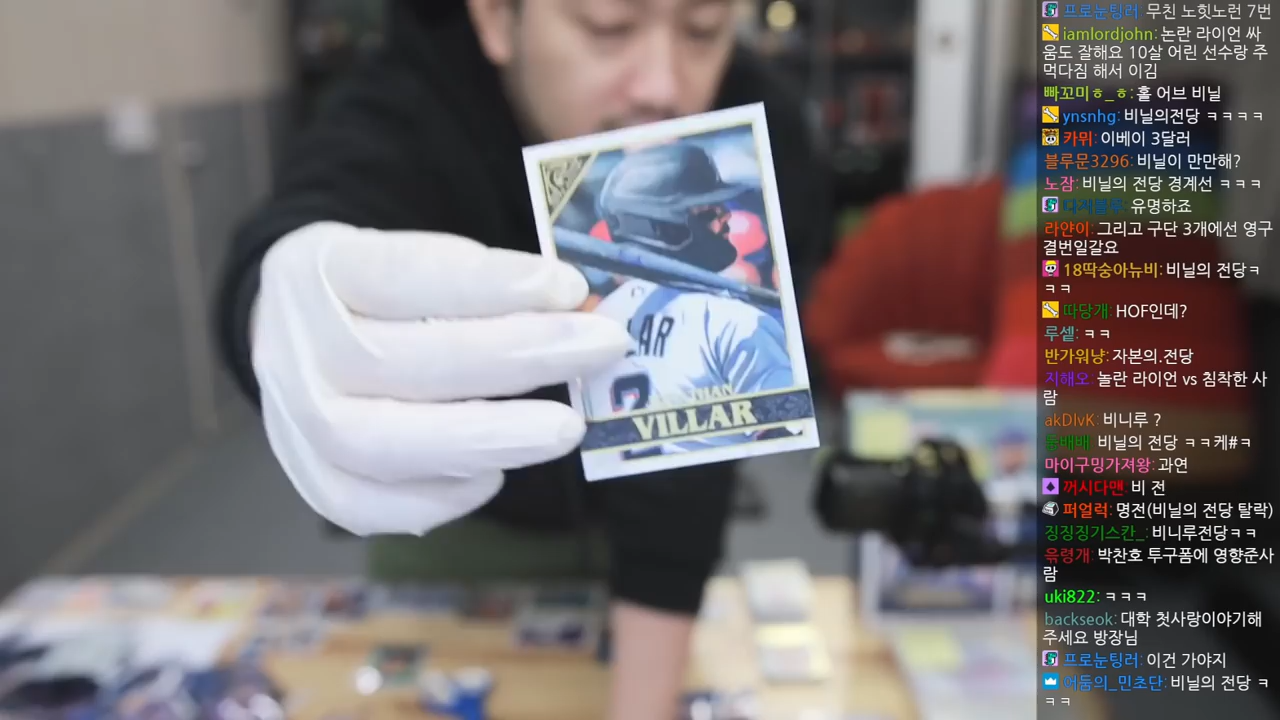 LAR
VILLAR
프로눈팅러 무친 노힛노런 7번
iamlordjohn: 논란 라이언 싸
움도 잘해요 10살 어린 선수랑 주
먹다짐 해서 이김
빠꼬미ㅎ_ㅎ: 홀 어브 비닐
ynsnhg: 비닐의전당 ㅋㅋㅋㅋ
카뮈: 이베이 3달러
블루문3296: 비닐이 만만해?
노잠: 비닐의 전당 경계선 ㅋㅋㅋ
유명하죠
라얀이: 그리고 구단 3개에선 영구
결번일갈요
18딱숭아뉴비: 비닐의 전당ㅋ
ㅋㅋ
따당개: HOF인데?
루셀: ㅋㅋ
반가워냥: 자본의.전당
지해오: 놀란 라이언 vs 침착한 사
람
akDlvK: 비니루 ?
비닐의 전당 ㅋㅋ케#ㅋ
마이구밍가져왕: 과연
꺼시다맨: 비 전
퍼얼럭: 명전(비닐의 전당 탈락)
징징징기스칸_: 비니루전당ㅋㅋ
윾령개: 박찬호 투구폼에 영향준사
람
uki822: ㅋㅋㅋ
backseok: 대학 첫사랑이야기해
주세요 방장님
프로눈팅러: 이건 가야지
어둠의_민초단: 비닐의 전당 ㅋ
ㅋㅋ